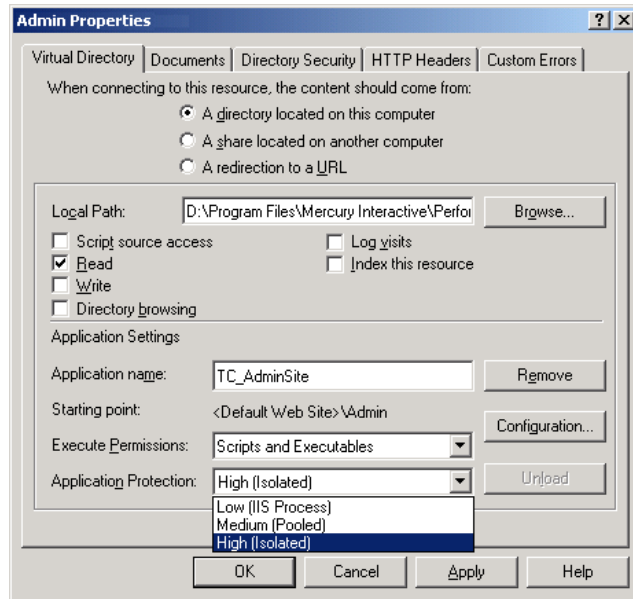 Admin Properties
Virtual Directory Documents Directory Security HTTP Headers Custom Errors
When connecting to this resource, the content should come from:
A directory located on this computer
A share located on another computer
A redirection to a URL
Local Path: D:\Program Files\Mercury Interactive\Perfor Browse...
Script source access Log visits
Read Index this resource
Write
Directory browsing
Application Settings
Application name: TC_AdminSite Remove
Starting point: <Default Web Site>\Admin
Configuration...
Execute Permissions: Scripts and Executables
Application Protection: High (Isolated) Unload
Low (IIS Process)
Medium (Pooled)
High (Isolated)
OK Cancel Apply Help